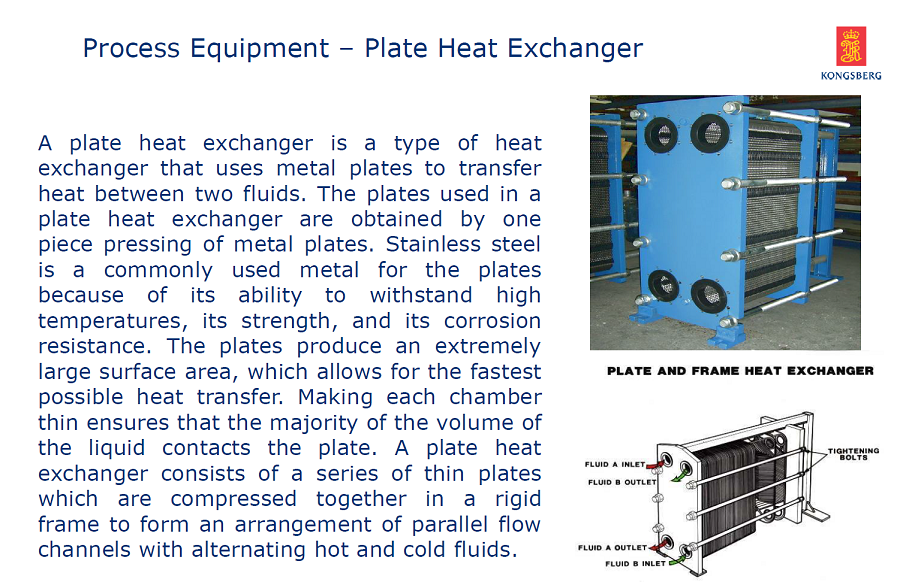 Process Equipment – Plate Heat Exchanger
KONGSBERG
A plate heat exchanger is a type of heat
exchanger that uses metal plates to transfer
heat between two fluids. The plates used in a
plate heat exchanger are obtained by one
piece pressing of metal plates. Stainless steel
is a commonly used metal for the plates
because of its ability to withstand high
temperatures, its strength, and its corrosion
resistance. The plates produce an extremely
large surface area, which allows for the fastest
possible heat transfer. Making each chamber
thin ensures that the majority of the volume of
the liquid contacts the plate. A plate heat
exchanger consists of a series of thin plates
which are compressed together in a rigid
frame to form an arrangement of parallel flow
channels with alternating hot and cold fluids.
PLATE AND FRAME HEAT EXCHANGER
TIGHTENING
BOLTS
FLUID A INLET
FLUID B OUTLET
FLUID A OUTLET
FLUID B INLET